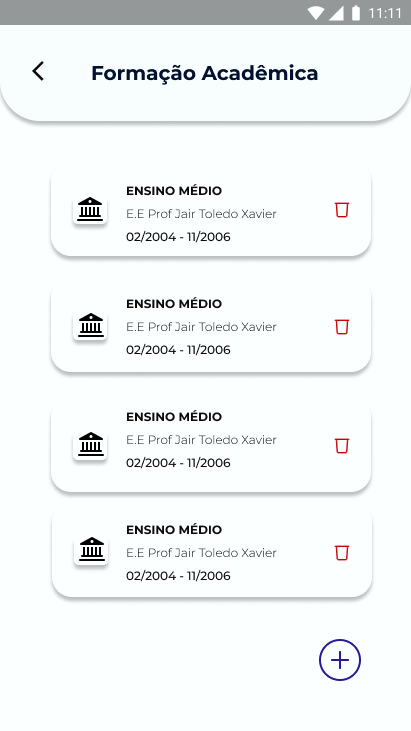 11:11
Formação Acadêmica
ENSINO MÉDIO
E.E Prof Jair Toledo Xavier
02/2004 - 11/2006
ENSINO MÉDIO
E.E Prof Jair Toledo Xavier
02/2004 - 11/2006
ENSINO MÉDIO
E.E Prof Jair Toledo Xavier
02/2004 - 11/2006
ENSINO MÉDIO
E.E Prof Jair Toledo Xavier
02/2004 - 11/2006